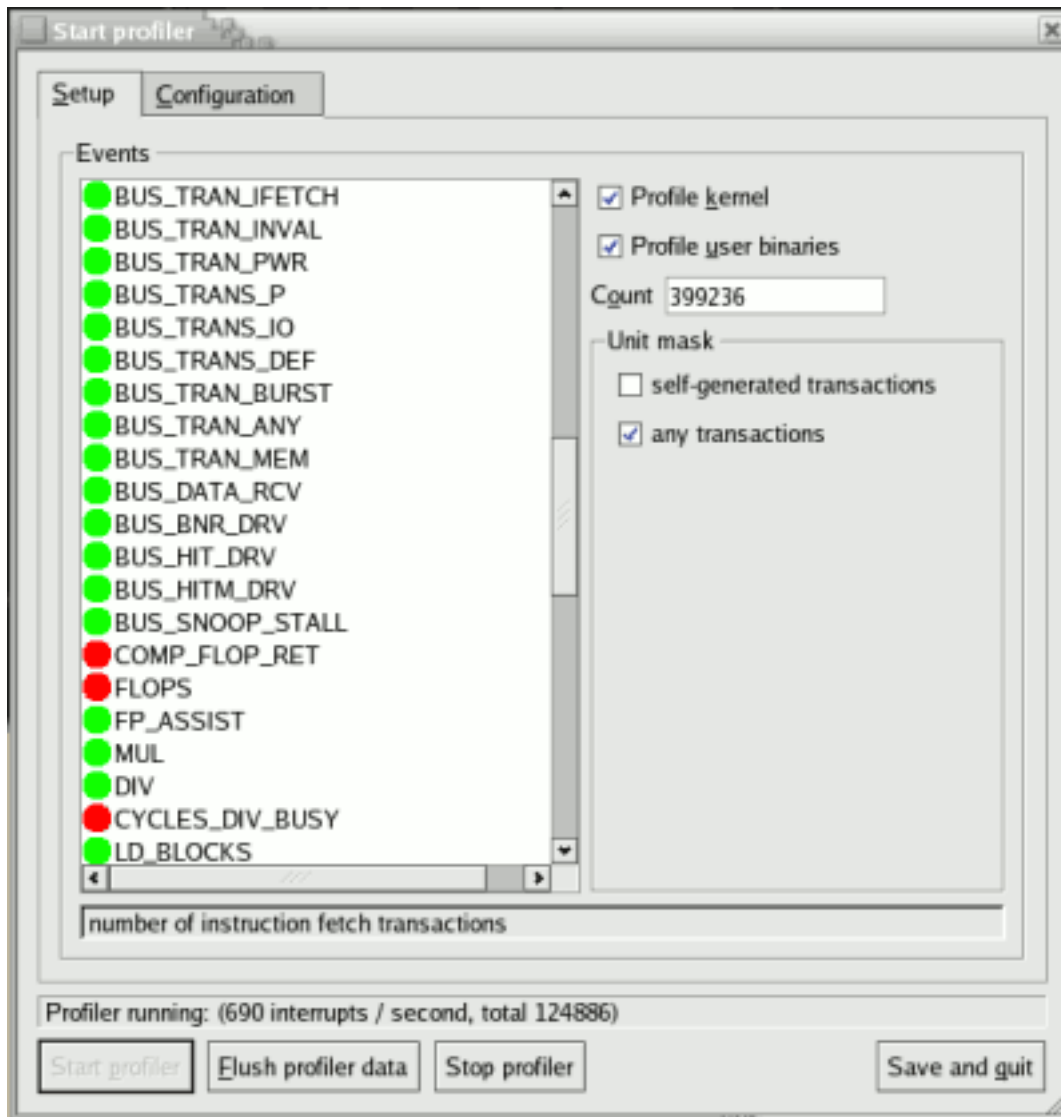 Start profiler
Setup
Configuration
Events
BUS_TRAN_IFETCH
BUS_TRAN_INVAL
BUS_TRAN_PWR
BUS_TRANS_P
BUS_TRANS_IO
BUS_TRANS_DEF
BUS_TRAN_BURST
BUS_TRAN_ANY
BUS_TRAN_MEM
BUS_DATA_RCV
BUS_BNR_DRV
BUS_HIT_DRV
BUS_HITM_DRV
BUS_SNOOP_STALL
COMP_FLOP_RET
FLOPS
FP_ASSIST
MUL
DIV
CYCLES_DIV_BUSY
LD_BLOCKS
Profile kernel
Profile user binaries
Count 399236
Unit mask
self-generated transactions
any transactions
number of instruction fetch transactions
Profiler running: (690 interrupts / second, total 124886)
Start profiler
Flush profiler data
Stop profiler
Save and quit